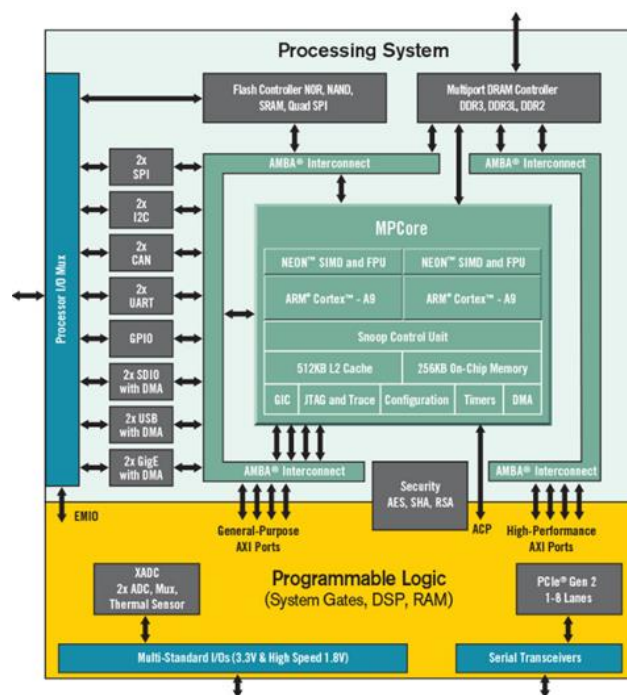 Processing System
Flash Controller NOR, NAND,
SRAM, Quad SPI
Multiport DRAM Controller
DDR3, DDR3L, DDR2
Processor I/O Mux
2x
SPI
2x
I2C
2x
CAN
2x
UART
GPIO
2x SDIO
with DMA
2x USB
with DMA
2x GigE
with DMA
AMBA® Interconnect
AMBA® Interconnect
MPCore
NEON™ SIMD and FPU
NEON™ SIMD and FPU
ARM® Cortex™ - A9
ARM® Cortex™ - A9
Snoop Control Unit
512KB L2 Cache
256KB On-Chip Memory
GIC
JTAG and Trace
Configuration
Timers
DMA
AMBA® Interconnect
AMBA® Interconnect
Security
AES, SHA, RSA
EMIO
General-Purpose
AXI Ports
ACP
High-Performance
AXI Ports
XADC
2x ADC, Mux,
Thermal Sensor
Programmable Logic
(System Gates, DSP, RAM)
PCIe® Gen 2
1-8 Lanes
Multi-Standard I/Os (3.3V & High Speed 1.8V)
Serial Transceivers